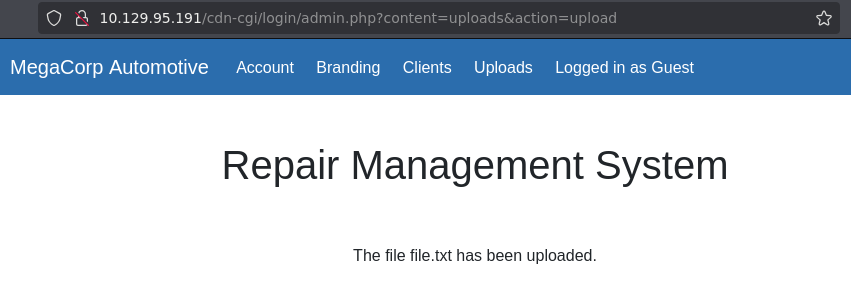 10.129.95.191/cdn-cgi/login/admin.php?content=uploads&action=upload
MegaCorp Automotive Account Branding Clients Uploads Logged in as Guest
Repair Management System
The file file.txt has been uploaded.